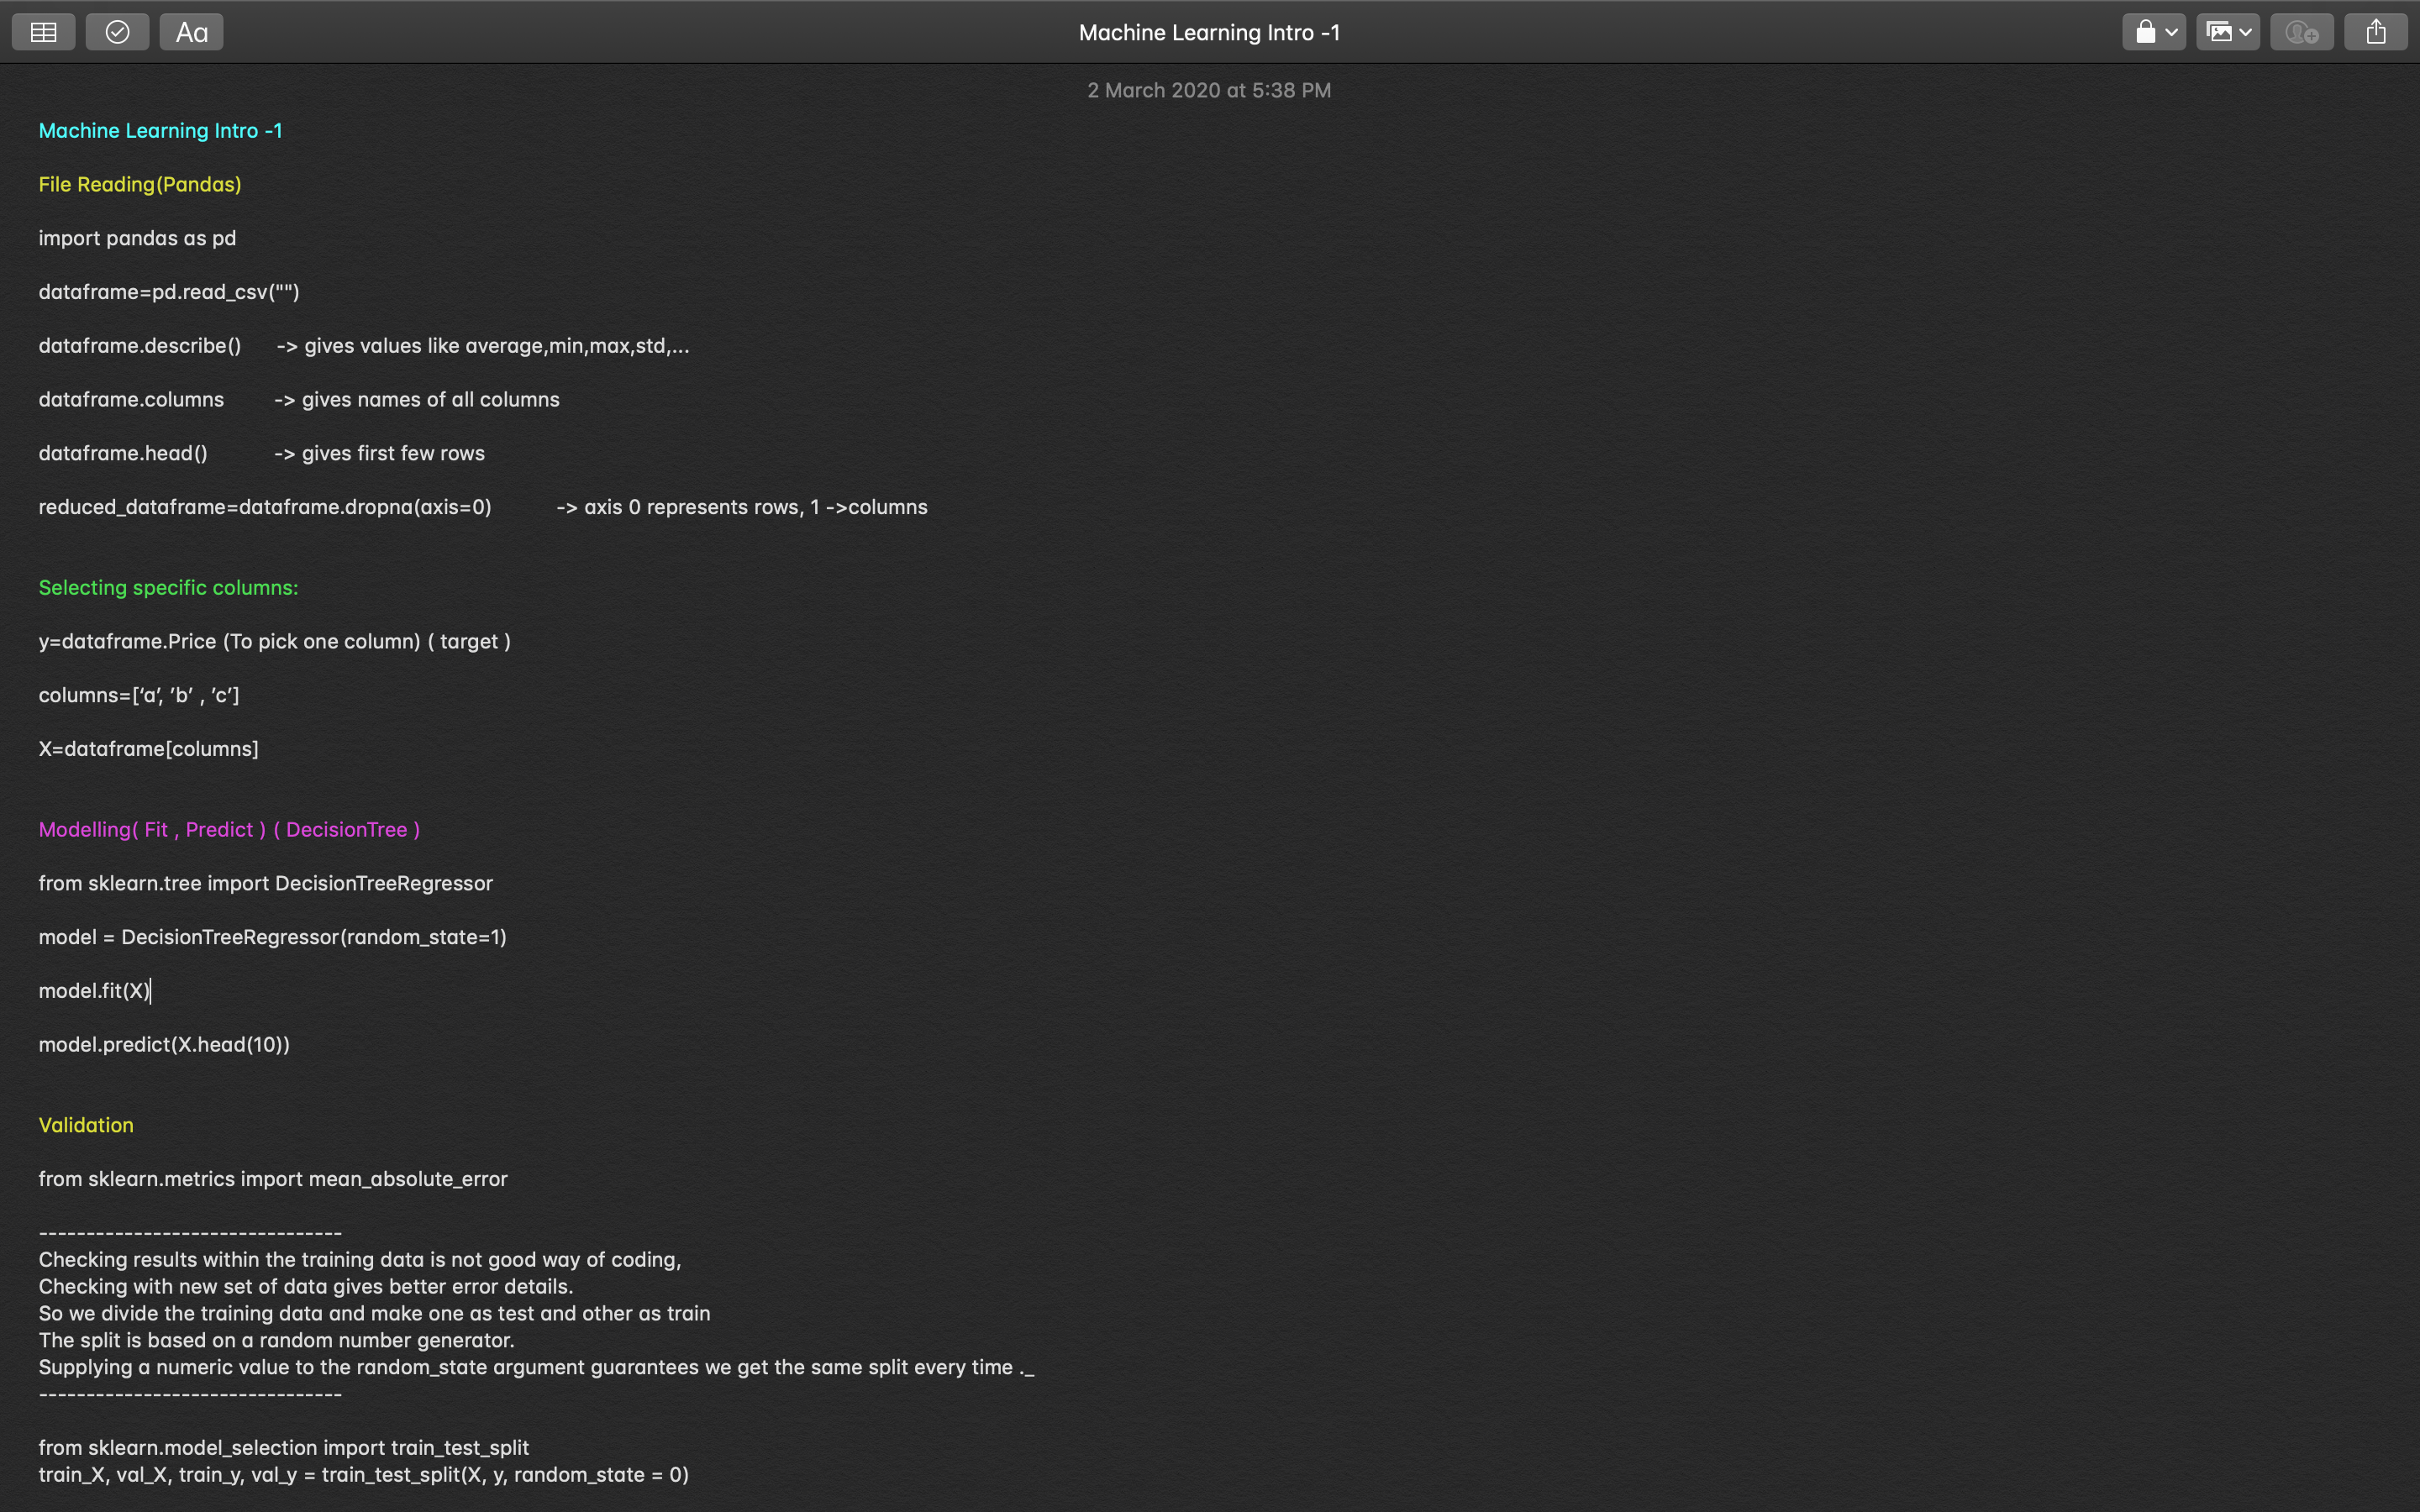 Aa
Machine Learning Intro -1
2 March 2020 at 5:38 PM
Machine Learning Intro -1
File Reading(Pandas)
import pandas as pd
dataframe=pd.read_csv("")
dataframe.describe() -> gives values like average,min,max,std,...
dataframe.columns -> gives names of all columns
dataframe.head() -> gives first few rows
reduced_dataframe=dataframe.dropna(axis=0) -> axis 0 represents rows, 1 ->columns
Selecting specific columns:
y=dataframe.Price (To pick one column) ( target )
columns=[‘a’, ’b’ , ’c’]
X=dataframe[columns]
Modelling( Fit , Predict ) ( DecisionTree )
from sklearn.tree import DecisionTreeRegressor
model = DecisionTreeRegressor(random_state=1)
model.fit(X)
model.predict(X.head(10))
Validation
from sklearn.metrics import mean_absolute_error
--------------------------------
Checking results within the training data is not good way of coding,
Checking with new set of data gives better error details.
So we divide the training data and make one as test and other as train
The split is based on a random number generator.
Supplying a numeric value to the random_state argument guarantees we get the same split every time ._
--------------------------------
from sklearn.model_selection import train_test_split
train_X, val_X, train_y, val_y = train_test_split(X, y, random_state = 0)